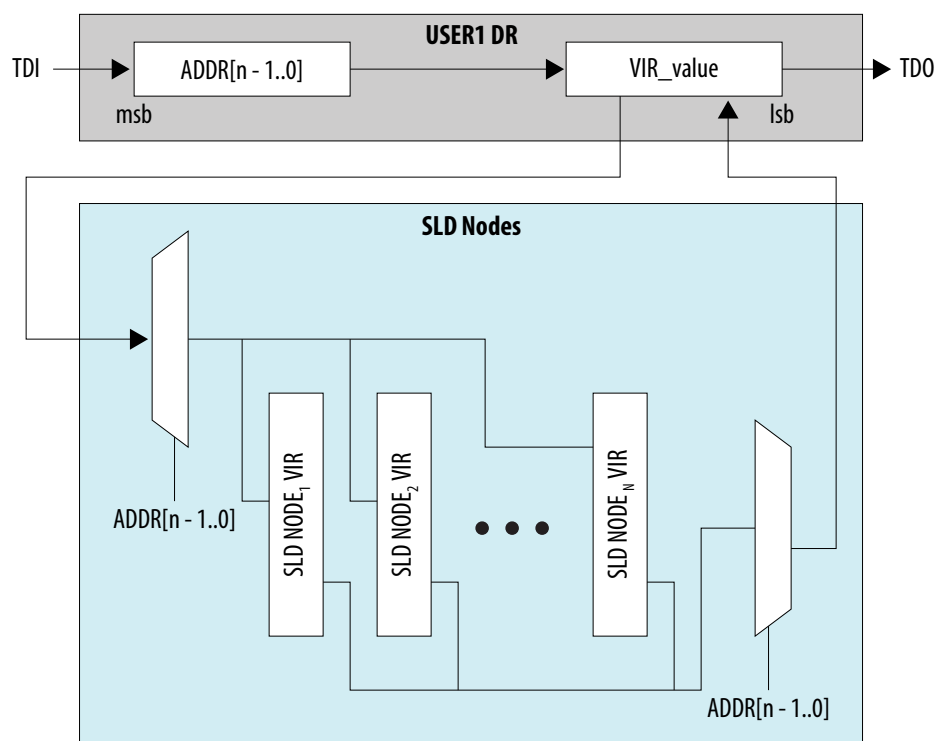 USER1 DR
TDI
ADDR[n - 1..0]
VIR_value
TDO
msb
lsb
SLD Nodes
SLD NODE1 VIR
SLD NODE2 VIR
SLD NODE N VIR
ADDR[n - 1..0]
ADDR[n - 1..0]